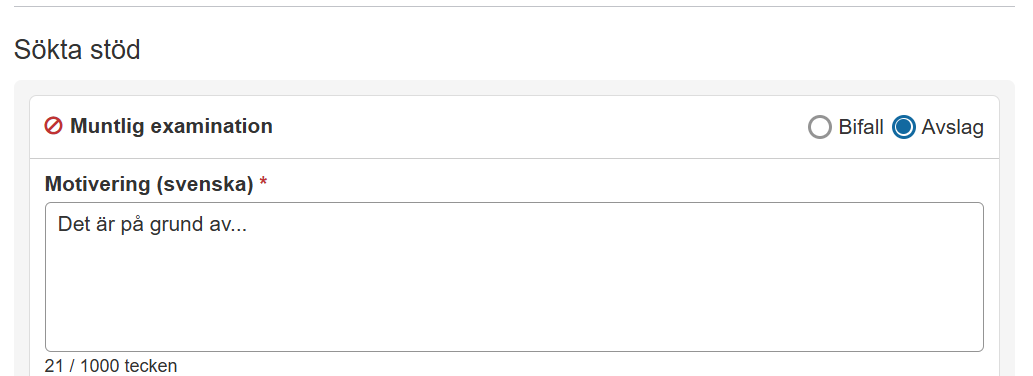 Sökta stöd
Muntlig examination
Bifall Avslag
Motivering (svenska) *
Det är på grund av...
21 / 1000 tecken